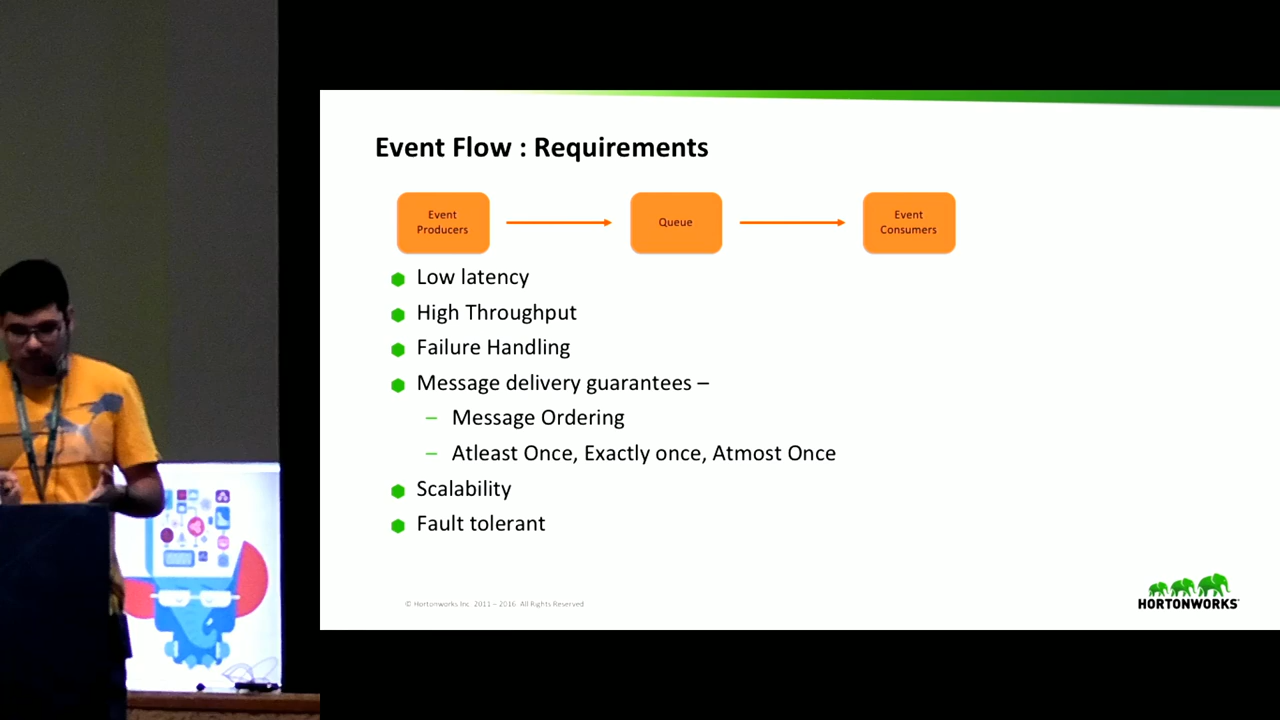 Event Flow : Requirements
Event
Producers
Queue
Event
Consumers
Low latency
High Throughput
Failure Handling
Message delivery guarantees –
– Message Ordering
– Atleast Once, Exactly once, Atmost Once
Scalability
Fault tolerant
© Hortonworks Inc. 2011 – 2016. All Rights Reserved
HORTONWORKS